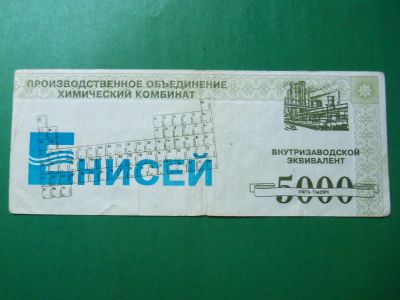 ПРОИЗВОДСТВЕННОЕ ОБЪЕДИНЕНИЕ
ХИМИЧЕСКИЙ КОМБИНАТ
ЕНИСЕЙ
ВНУТРИЗАВОДСКОЙ
ЭКВИВАЛЕНТ
5000
ПЯТЬ ТЫСЯЧ